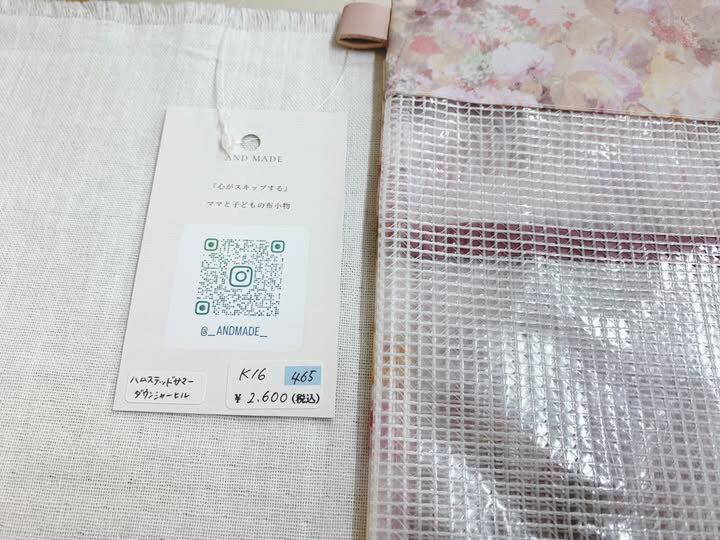 AND MADE
『心がスキップする』
ママと子どもの布小物
@_ANDMADE_
ハムステッドサマー
ダウンシャーヒル
K16 465
¥2,600(税込)